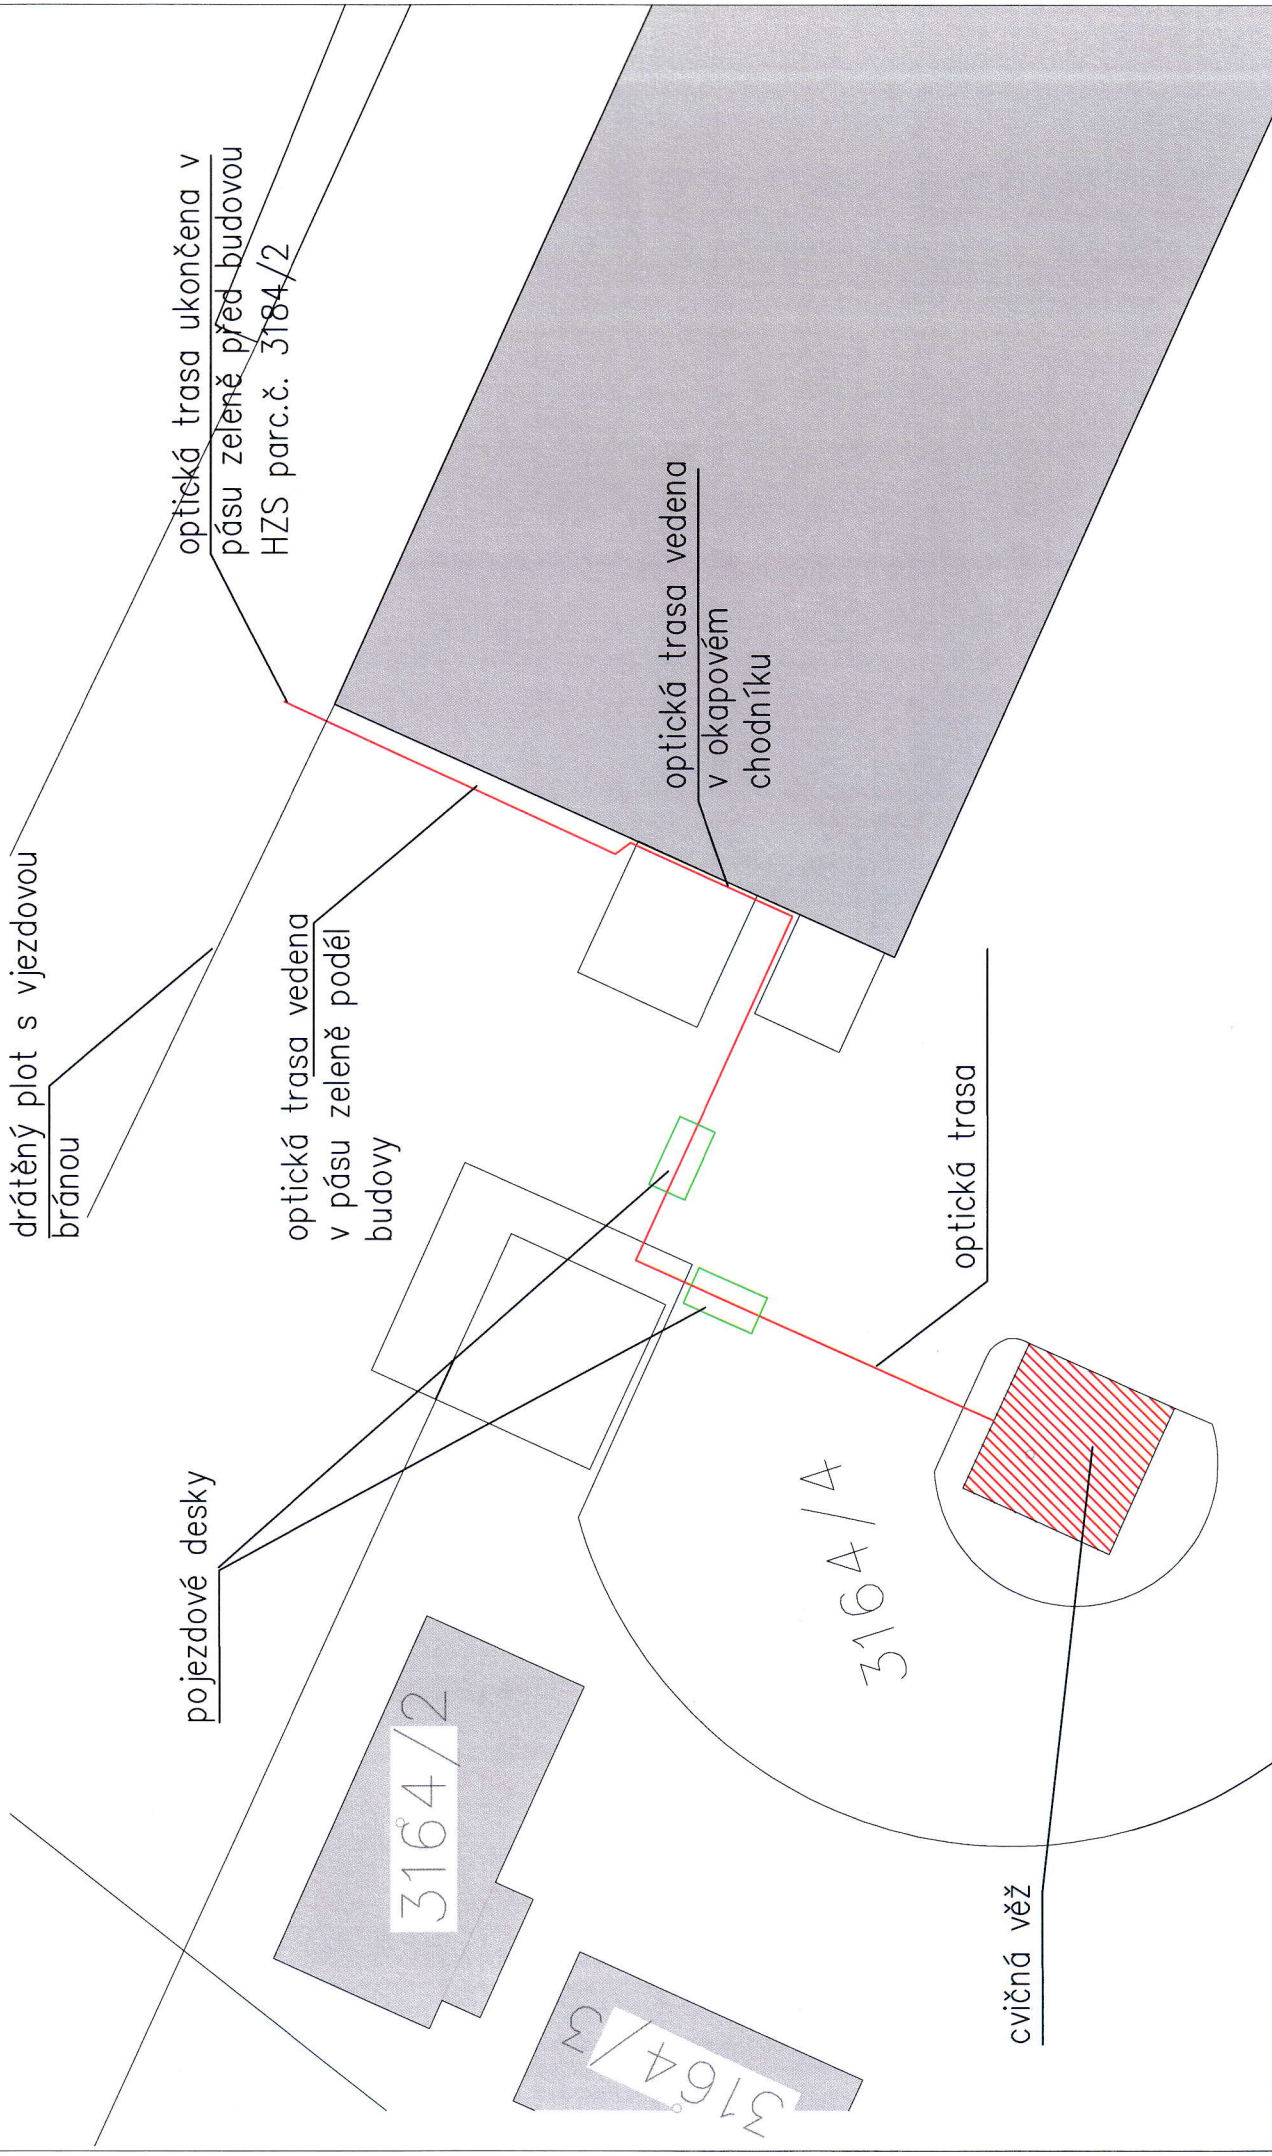 drátěný plot s vjezdovou
bránou
optická trasa ukončena v
pásu zeleně před budovou
HZS parc.č. 3184/2
optická trasa vedena
v pásu zeleně podél
budovy
optická trasa vedena
v okapovém
chodníku
pojezdové desky
optická trasa
3164/2
3164/3
3164/4
cvičná věž